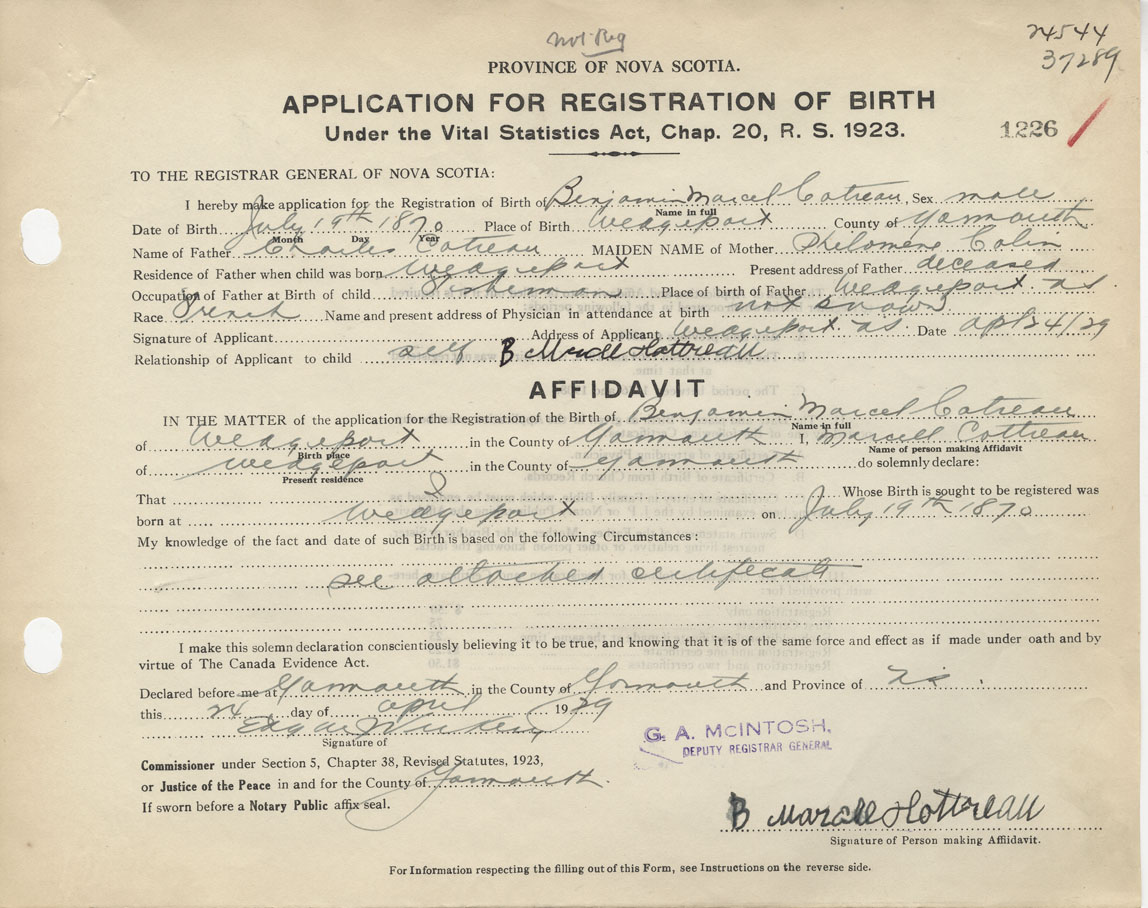 Not Reg
24544
37289
PROVINCE OF NOVA SCOTIA.
APPLICATION FOR REGISTRATION OF BIRTH
Under the Vital Statistics Act, Chap. 20, R. S. 1923.
1226
TO THE REGISTRAR GENERAL OF NOVA SCOTIA:
I hereby make application for the Registration of Birth of Benjamin Marcel Cotreau, Sex male
Name in full
Date of Birth July 19th 1870 Place of Birth Wedgeport County of Yarmouth
Month Day Year
Name of Father Charles Cotreau MAIDEN NAME of Mother Philomene Colin
Residence of Father when child was born Wedgeport Present address of Father deceased
Occupation of Father at Birth of child Fisherman Place of birth of Father Wedgeport
Race French Name and present address of Physician in attendance at birth not known
Signature of Applicant Address of Applicant Wedgeport Date Apl 24/29
Relationship of Applicant to child self B Marcell Hottreau
AFFIDAVIT
IN THE MATTER of the application for the Registration of the Birth of Benjamin Marcel Cotreau
Name in full
of Wedgeport in the County of Yarmouth I, Marcell Cottreau
Birth place Name of person making Affidavit
of Wedgeport in the County of Yarmouth do solemnly declare:
Present residence
That I Whose Birth is sought to be registered was
born at Wedgeport on July 19th 1870
My knowledge of the fact and date of such Birth is based on the following Circumstances:
see attached certificate
I make this solemn declaration conscientiously believing it to be true, and knowing that it is of the same force and effect as if made under oath and by
virtue of The Canada Evidence Act.
Declared before me at Yarmouth in the County of Yarmouth and Province of N.S.
this 24 day of April 1929
Edgar
Signature of
G. A. McINTOSH,
DEPUTY REGISTRAR GENERAL
Commissioner under Section 5, Chapter 38, Revised Statutes, 1923,
or Justice of the Peace in and for the County of Yarmouth.
If sworn before a Notary Public affix seal.
B Marcell Hottreau
Signature of Person making Affiidavit.
For Information respecting the filling out of this Form, see Instructions on the reverse side.